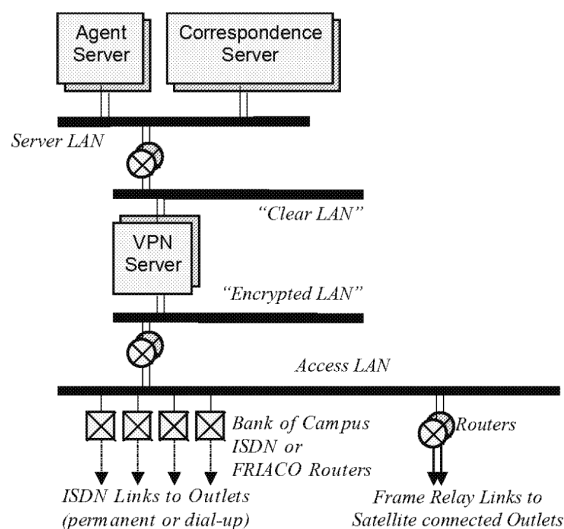 Agent
Server
Correspondence
Server
Server LAN
“Clear LAN”
VPN
Server
“Encrypted LAN”
Access LAN
Bank of Campus
ISDN or
FRIACO Routers
Routers
ISDN Links to Outlets
(permanent or dial-up)
Frame Relay Links to
Satellite connected Outlets